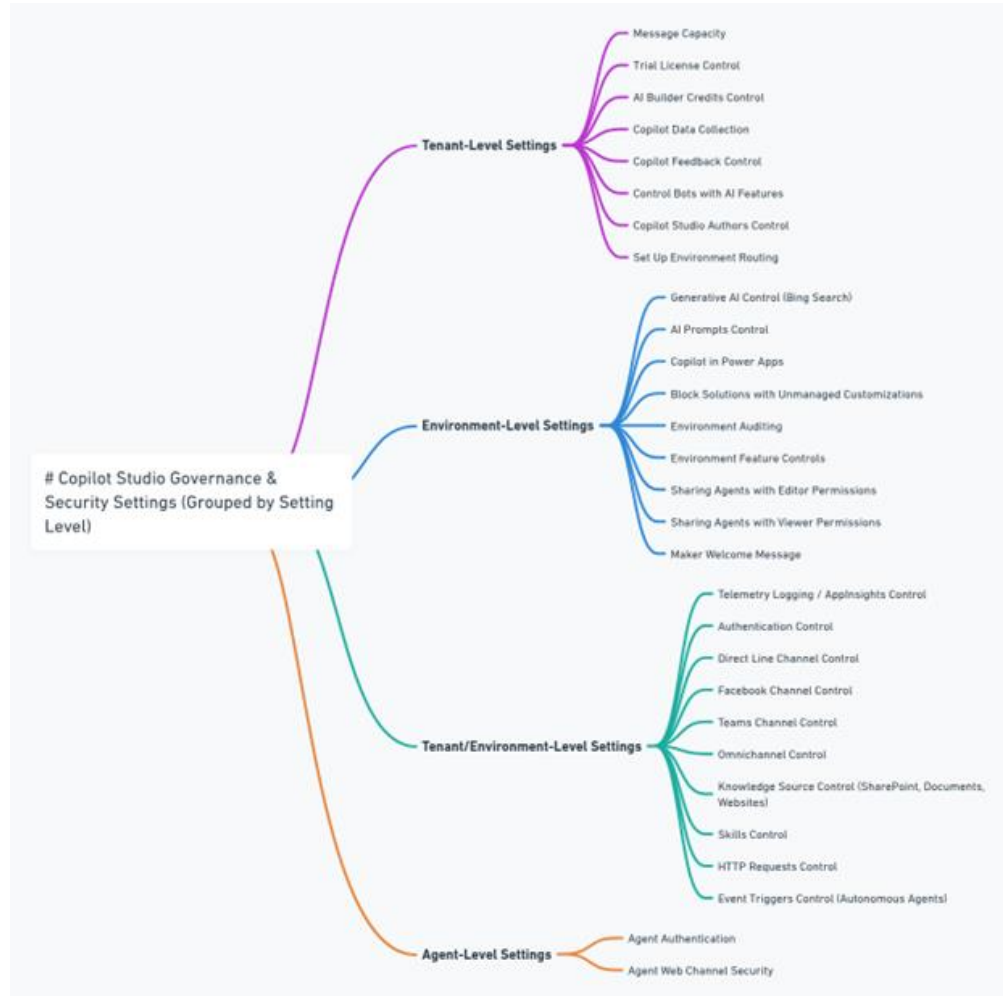 # Copilot Studio Governance &
Security Settings (Grouped by Setting
Level)
Tenant-Level Settings
Message Capacity
Trial License Control
AI Builder Credits Control
Copilot Data Collection
Copilot Feedback Control
Control Bots with AI Features
Copilot Studio Authors Control
Set Up Environment Routing
Environment-Level Settings
Generative AI Control (Bing Search)
AI Prompts Control
Copilot in Power Apps
Block Solutions with Unmanaged Customizations
Environment Auditing
Environment Feature Controls
Sharing Agents with Editor Permissions
Sharing Agents with Viewer Permissions
Maker Welcome Message
Tenant/Environment-Level Settings
Telemetry Logging / AppInsights Control
Authentication Control
Direct Line Channel Control
Facebook Channel Control
Teams Channel Control
Omnichannel Control
Knowledge Source Control (SharePoint, Documents,
Websites)
Skills Control
HTTP Requests Control
Event Triggers Control (Autonomous Agents)
Agent-Level Settings
Agent Authentication
Agent Web Channel Security